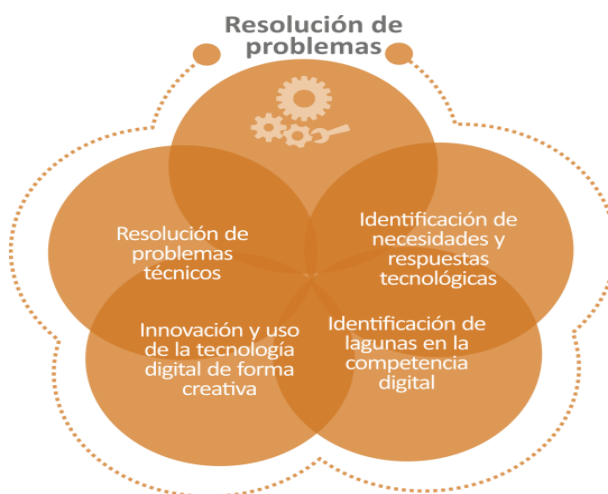 Resolución de
problemas
Resolución de
problemas
técnicos
Identificación de
necesidades y
respuestas
tecnológicas
Innovación y uso
de la tecnología
digital de forma
creativa
Identificación de
lagunas en la
competencia
digital